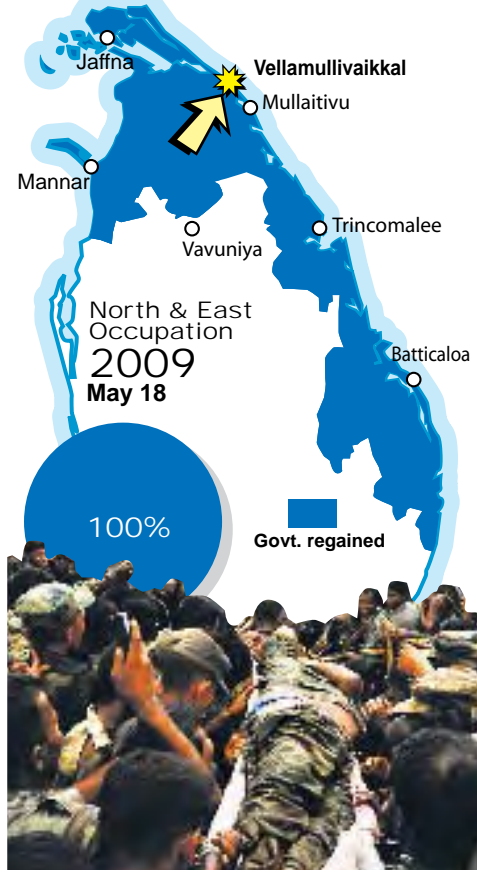 Jaffna
Vellamullivaikkal
Mullaitivu
Mannar
Trincomalee
Vavuniya
North & East
Occupation
2009
May 18
Batticaloa
100%
Govt. regained